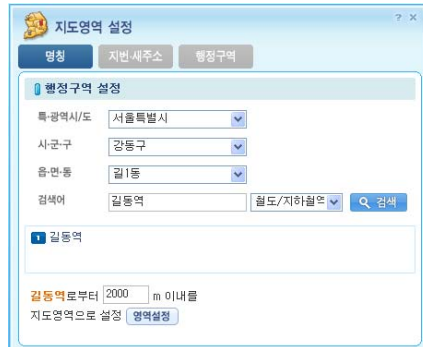 지도영역 설정
? X
명칭 지번·새주소 행정구역
행정구역 설정
특·광역시/도 서울특별시
시·군·구 강동구
읍·면·동 길1동
검색어 길동역 철도/지하철역 검색
1 길동역
길동역로부터 2000 m 이내를
지도영역으로 설정 영역설정